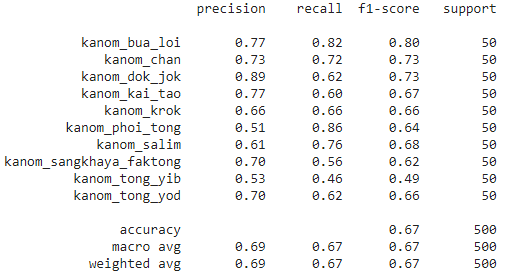 precision recall f1-score support
kanom_bua_loi 0.77 0.82 0.80 50
kanom_chan 0.73 0.72 0.73 50
kanom_dok_jok 0.89 0.62 0.73 50
kanom_kai_tao 0.77 0.60 0.67 50
kanom_krok 0.66 0.66 0.66 50
kanom_phoi_tong 0.51 0.86 0.64 50
kanom_salim 0.61 0.76 0.68 50
kanom_sangkhaya_faktong 0.70 0.56 0.62 50
kanom_tong_yib 0.53 0.46 0.49 50
kanom_tong_yod 0.70 0.62 0.66 50
accuracy 0.67 500
macro avg 0.69 0.67 0.67 500
weighted avg 0.69 0.67 0.67 500